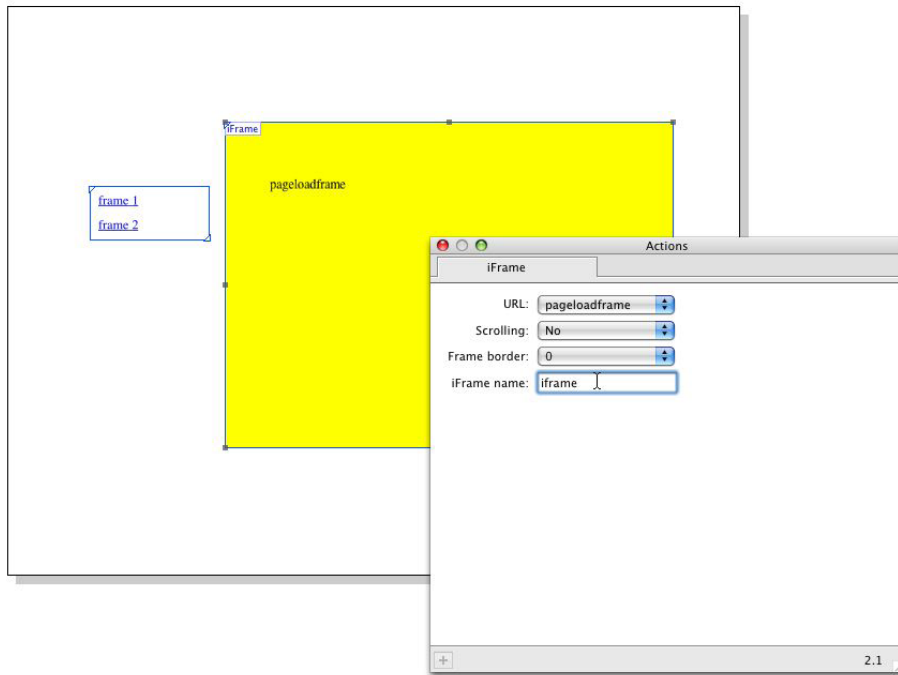 iFrame
pageloadframe
frame 1
frame 2
Actions
iFrame
URL: pageloadframe
Scrolling: No
Frame border: 0
iFrame name: iframe
2.1